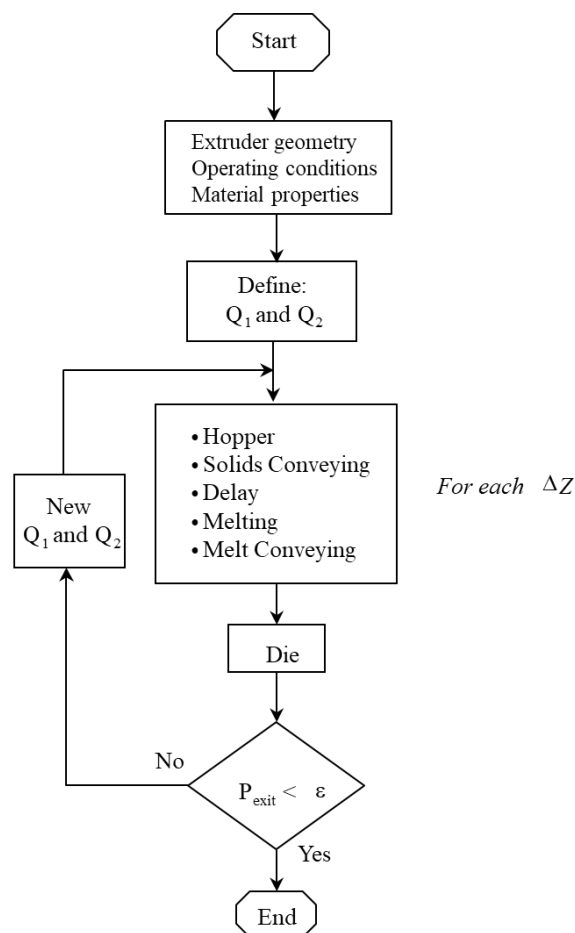 Start
Extruder geometry
Operating conditions
Material properties
Define:
Q₁ and Q₂
• Hopper
• Solids Conveying
• Delay
• Melting
• Melt Conveying
For each ΔZ
New
Q₁ and Q₂
Die
No
P_exit < ε
Yes
End